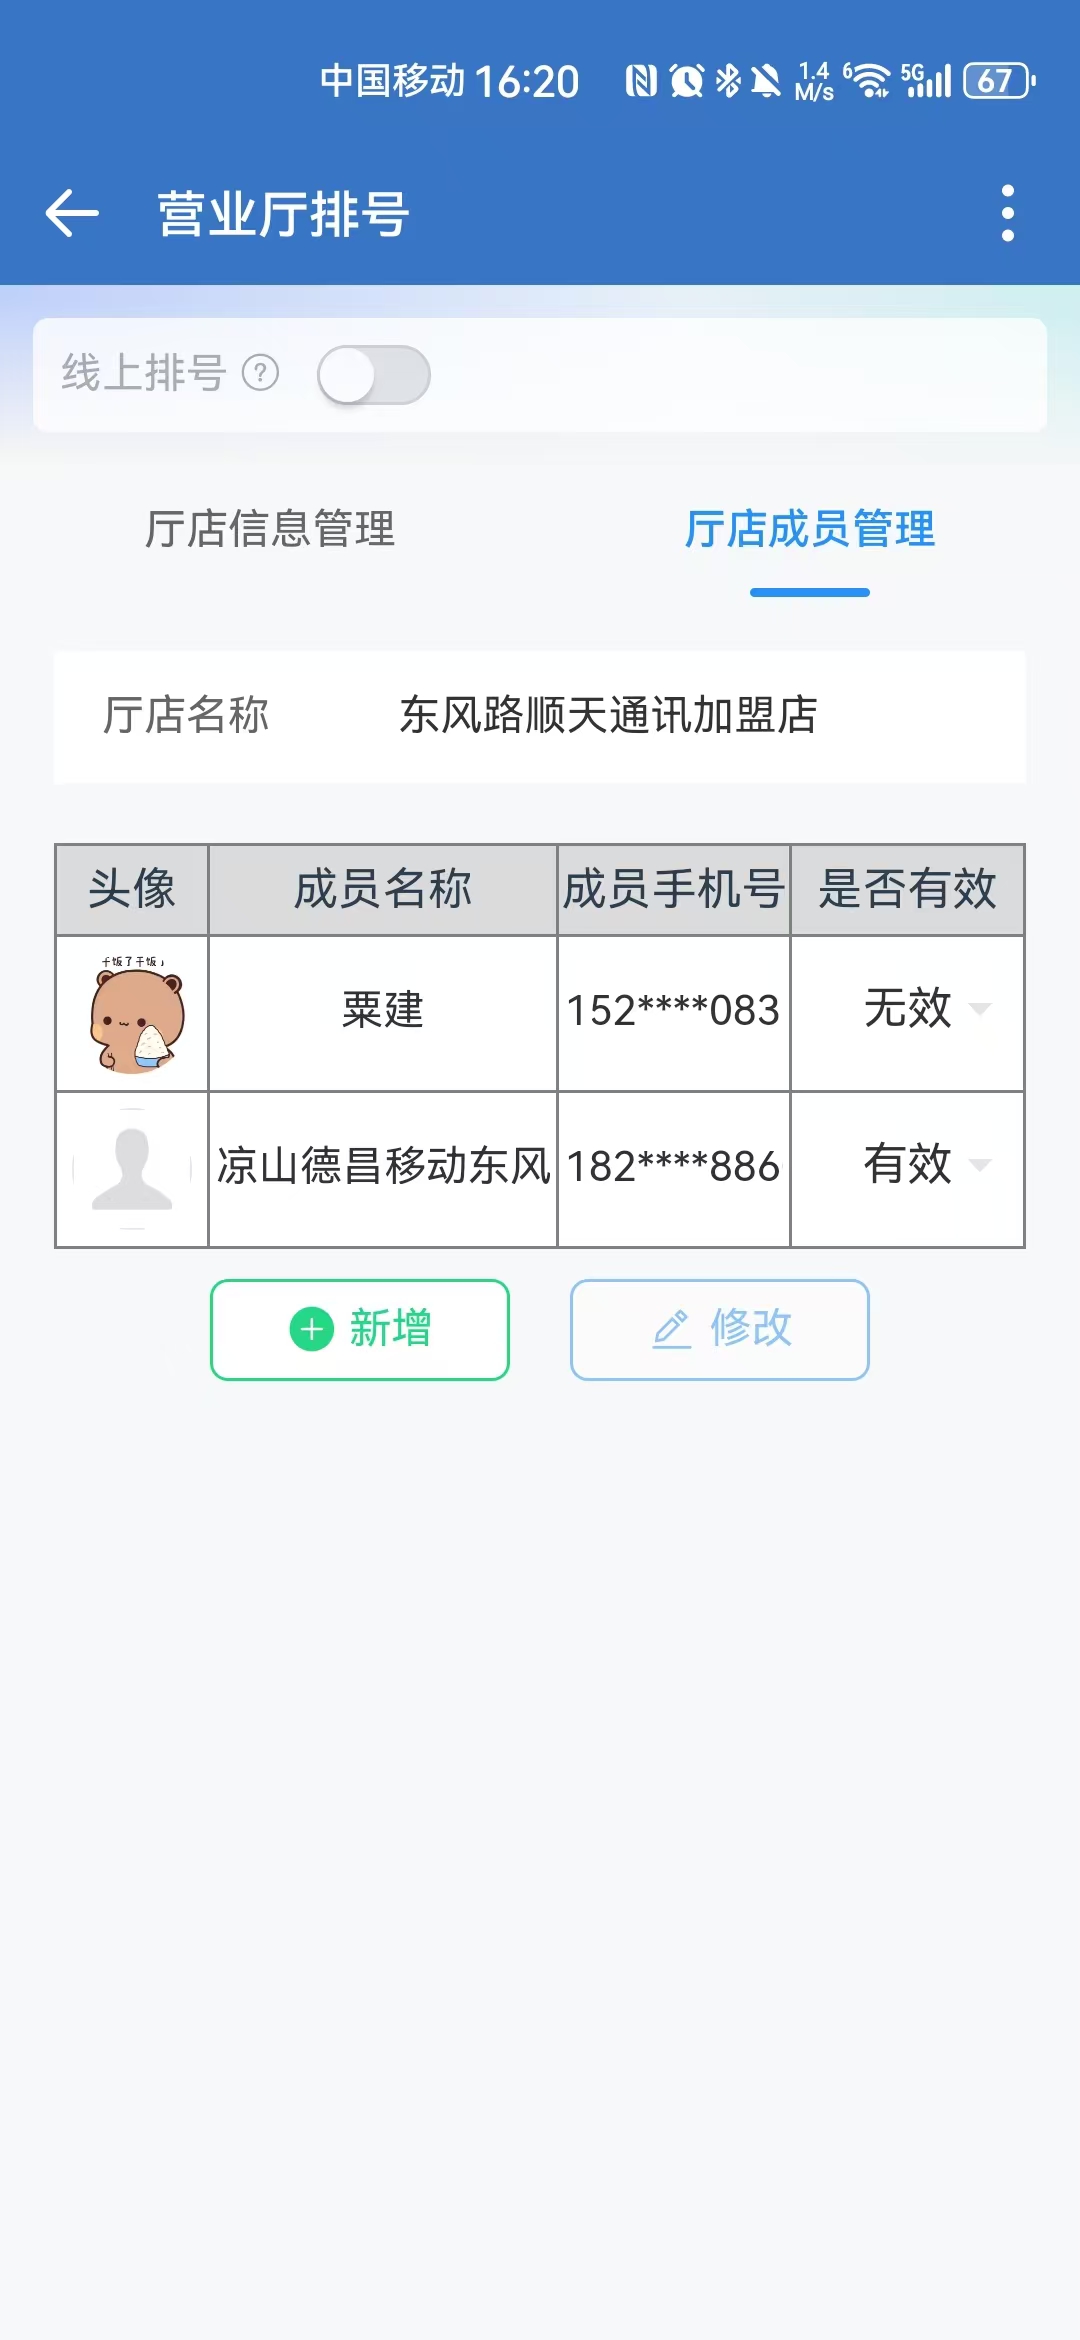 中国移动 16:20 1.4 M/s 6 5G 67
营业厅排号
线上排号 ?
厅店信息管理 厅店成员管理
厅店名称 东风路顺天通讯加盟店
头像 成员名称 成员手机号 是否有效
干饭了干饭了
粟建 152****083 无效
凉山德昌移动东风 182****886 有效
新增 修改